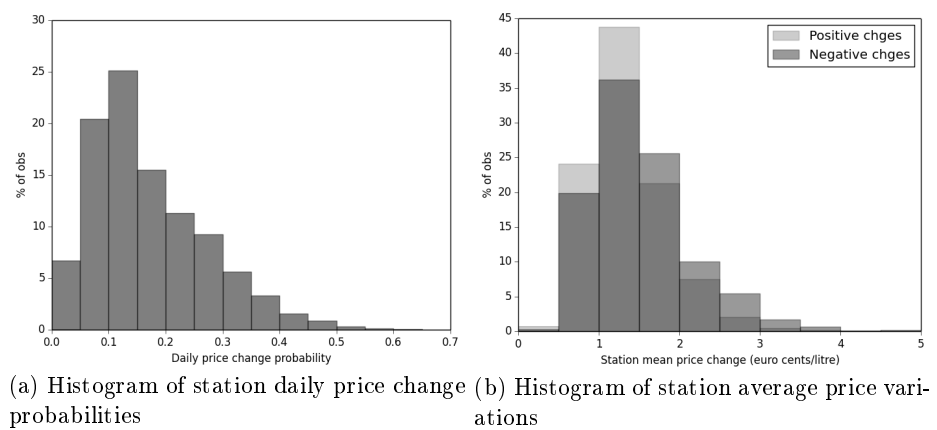 30
25
20
15
10
5
0
% of obs
0.0 0.1 0.2 0.3 0.4 0.5 0.6 0.7
Daily price change probability
(a) Histogram of station daily price change
probabilities
45
40
35
30
25
20
15
10
5
0
% of obs
Positive chges
Negative chges
0 1 2 3 4 5
Station mean price change (euro cents/litre)
(b) Histogram of station average price vari-
ations